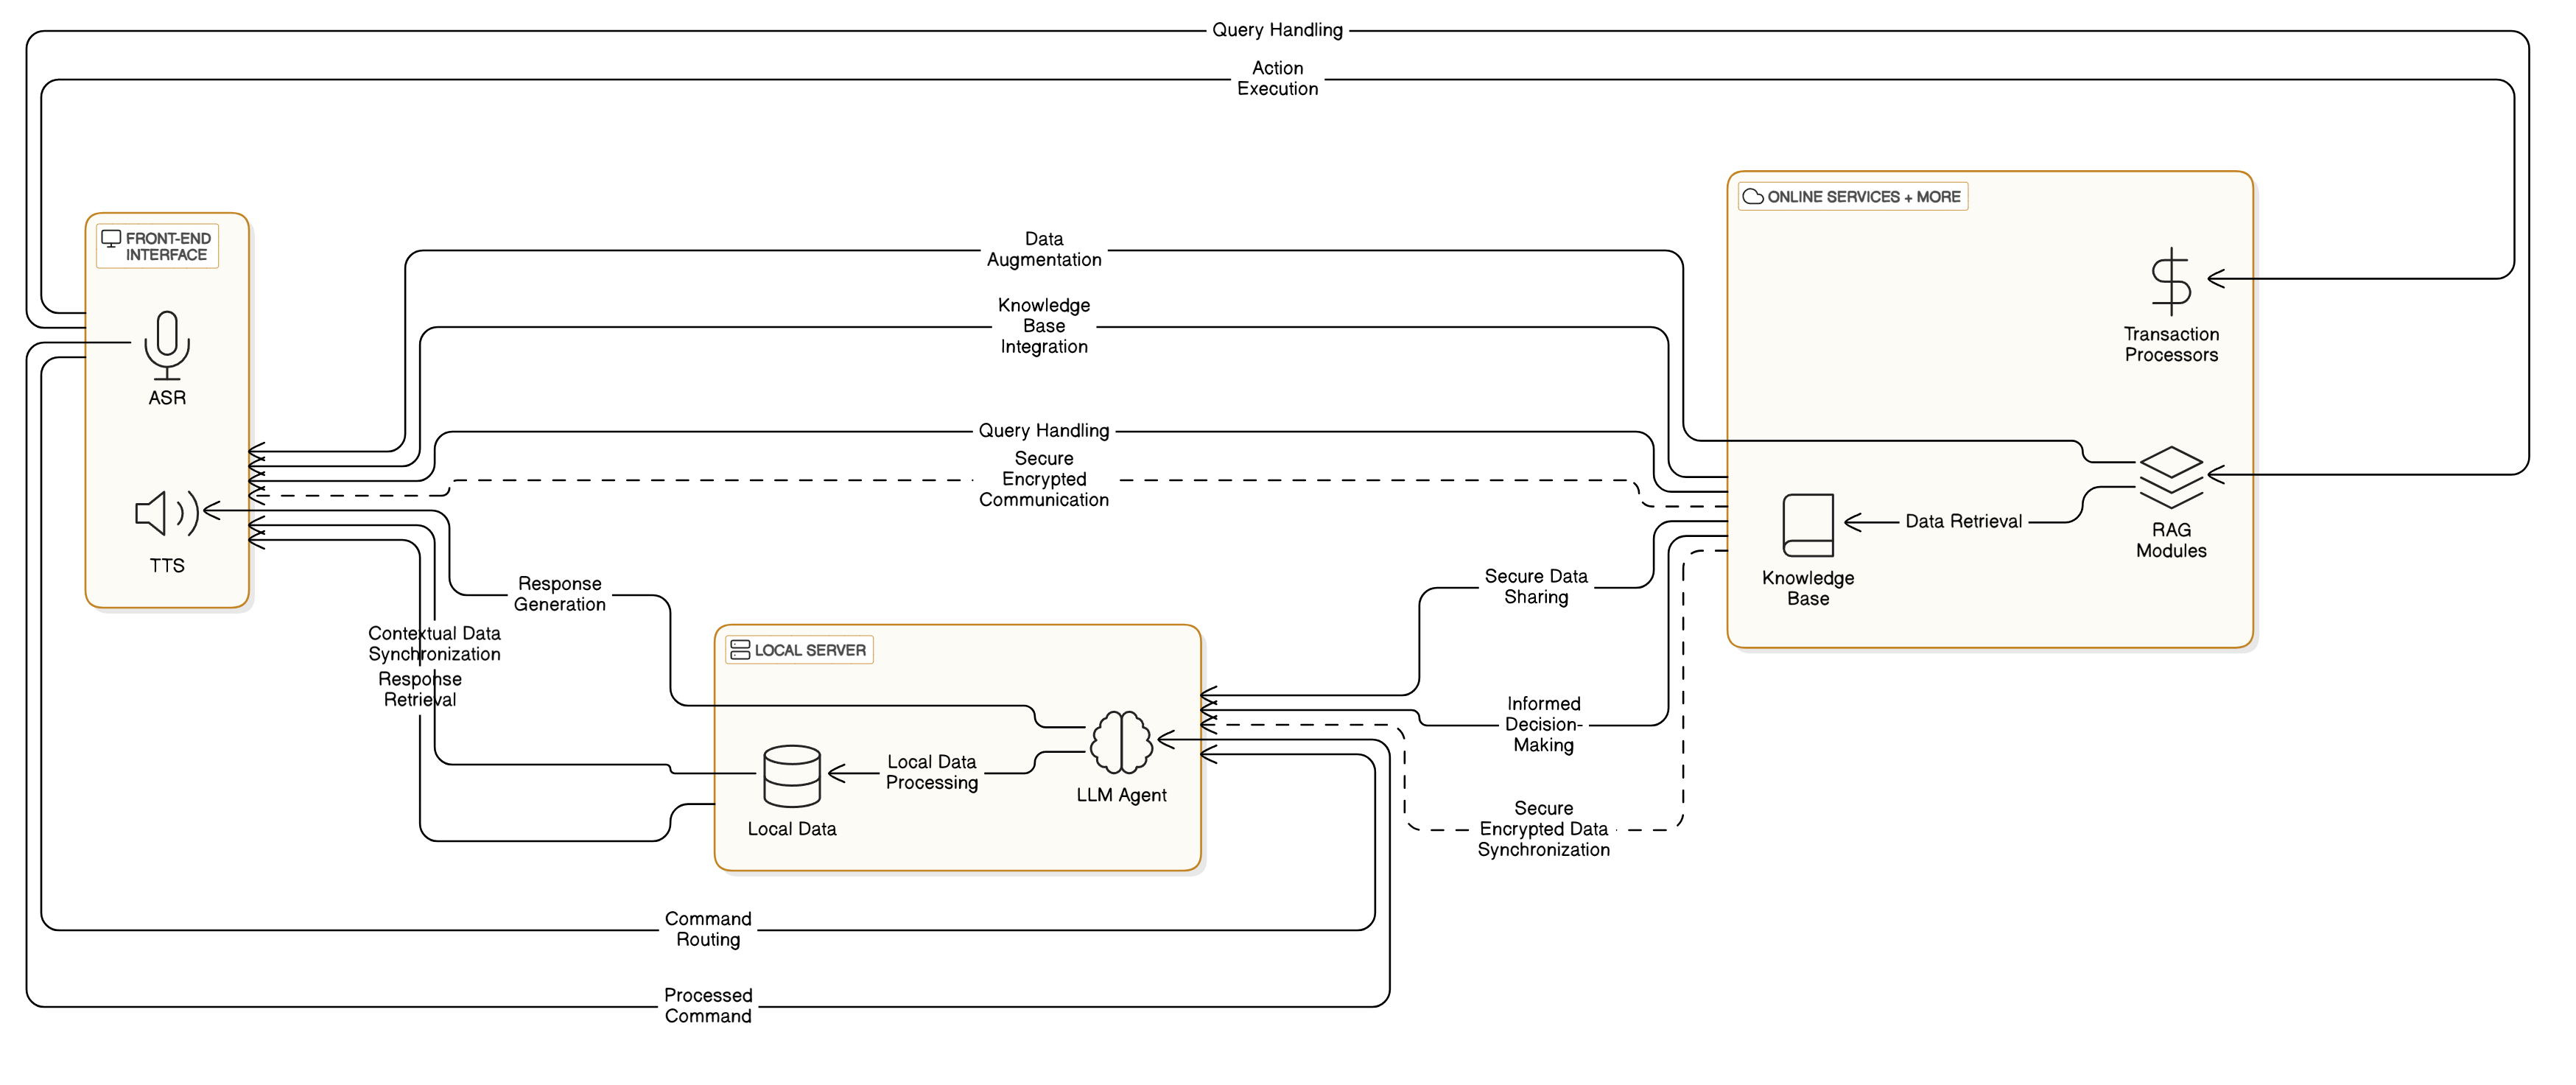 Query Handling
Action
Execution
ONLINE SERVICES + MORE
FRONT-END
INTERFACE
Data
Augmentation
Knowledge
Base
Integration
Transaction
Processors
ASR
Query Handling
Secure
Encrypted
Communication
Data Retrieval
RAG
Modules
TTS
Knowledge
Base
Response
Generation
Secure Data
Sharing
Contextual Data
Synchronization
Response
Retrieval
LOCAL SERVER
Informed
Decision-
Making
Local Data
Processing
LLM Agent
Local Data
Secure
Encrypted Data
Synchronization
Command
Routing
Processed
Command